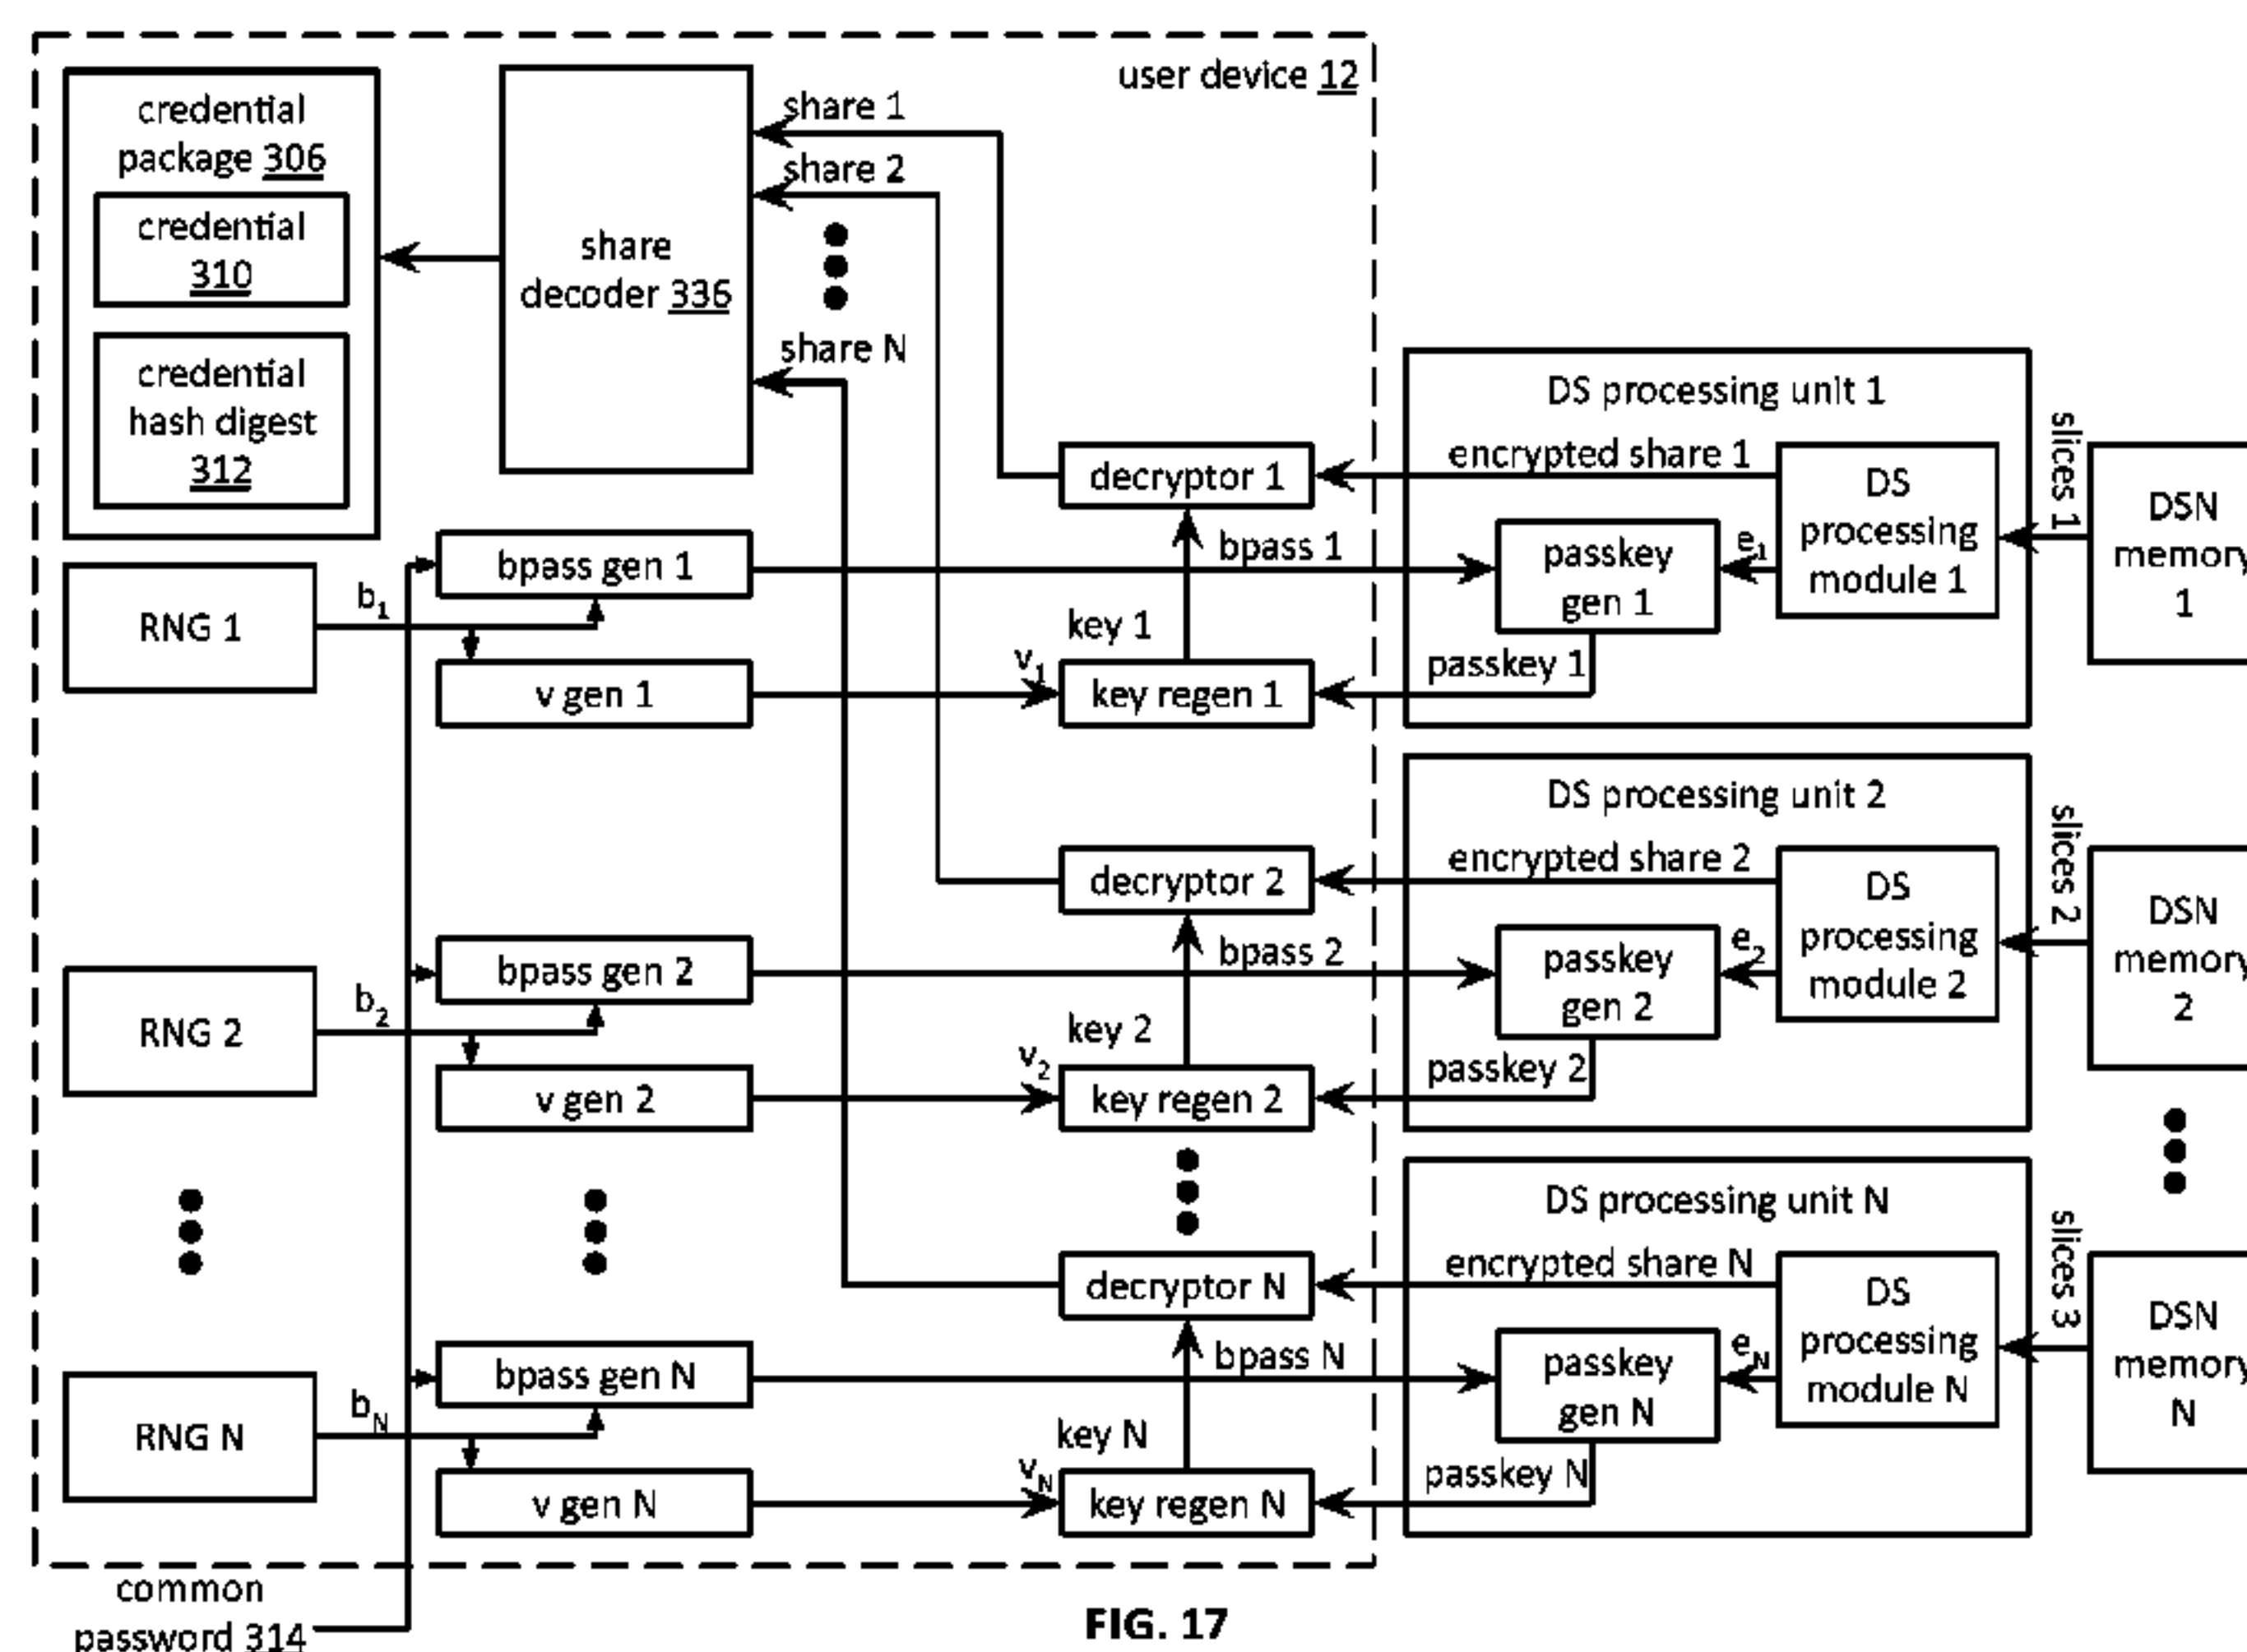 user device 12
credential
package 306
credential
310
credential
hash digest
312
share
decoder 336
share 1
share 2
share N
DS processing unit 1
encrypted share 1
decryptor 1
DS
processing
module 1
slices 1
DSN
memory
1
bpass gen 1
bpass 1
passkey
gen 1
e1
RNG 1
b1
key 1
v gen 1
v1
key regen 1
passkey 1
DS processing unit 2
encrypted share 2
decryptor 2
DS
processing
module 2
slices 2
DSN
memory
2
bpass gen 2
bpass 2
passkey
gen 2
e2
RNG 2
b2
key 2
v gen 2
v2
key regen 2
passkey 2
DS processing unit N
encrypted share N
decryptor N
DS
processing
module N
slices 3
DSN
memory
N
bpass gen N
bpass N
passkey
gen N
eN
RNG N
bN
key N
v gen N
vN
key regen N
passkey N
common
password 314
FIG. 17